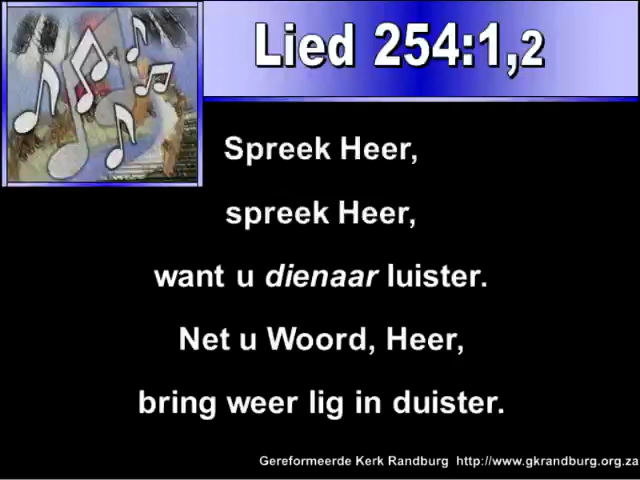 Lied 254:1,2
Spreek Heer,
spreek Heer,
want u dienaar luister.
Net u Woord, Heer,
bring weer lig in duister.
Gereformeerde Kerk Randburg http://www.gkrandburg.org.za